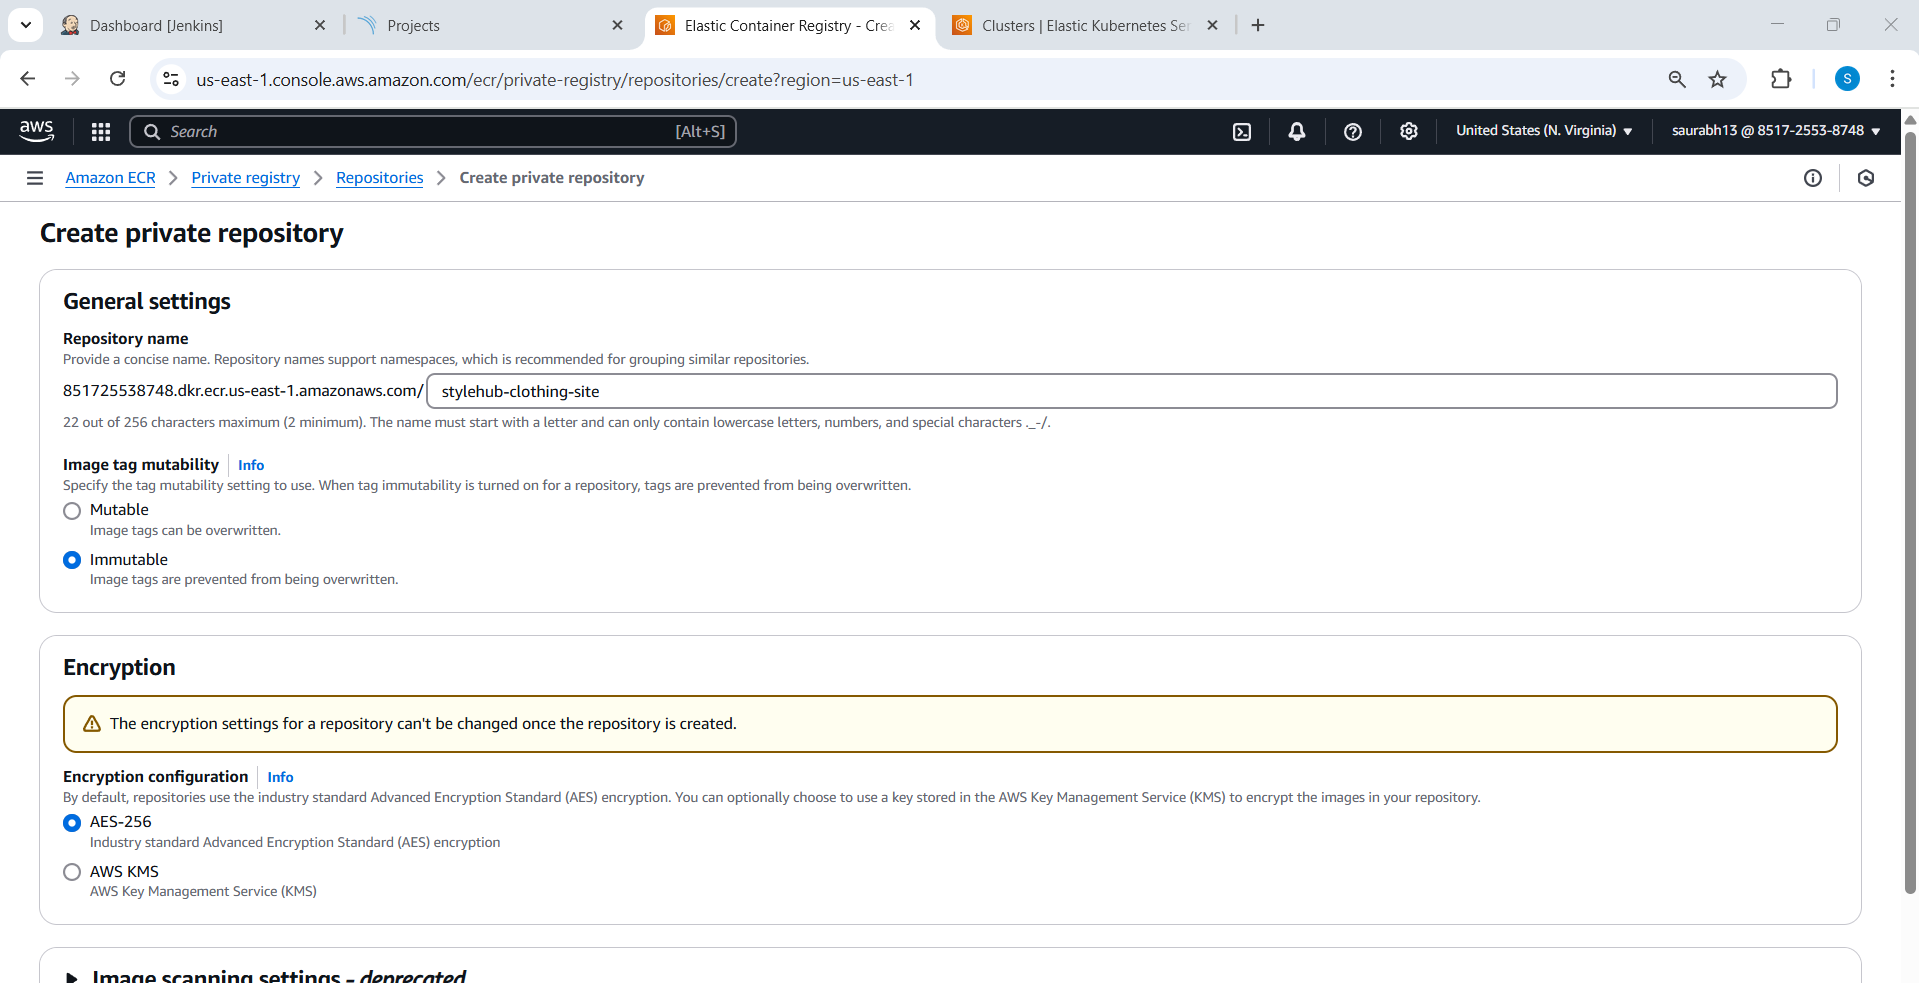 Dashboard [Jenkins]
Projects
Elastic Container Registry - Crea
Clusters | Elastic Kubernetes Ser
us-east-1.console.aws.amazon.com/ecr/private-registry/repositories/create?region=us-east-1
S
aws
Search
[Alt+S]
United States (N. Virginia)
saurabh13 @ 8517-2553-8748
Amazon ECR
Private registry
Repositories
Create private repository
Create private repository
General settings
Repository name
Provide a concise name. Repository names support namespaces, which is recommended for grouping similar repositories.
851725538748.dkr.ecr.us-east-1.amazonaws.com/ stylehub-clothing-site
22 out of 256 characters maximum (2 minimum). The name must start with a letter and can only contain lowercase letters, numbers, and special characters ._-/.
Image tag mutability Info
Specify the tag mutability setting to use. When tag immutability is turned on for a repository, tags are prevented from being overwritten.
Mutable
Image tags can be overwritten.
Immutable
Image tags are prevented from being overwritten.
Encryption
The encryption settings for a repository can't be changed once the repository is created.
Encryption configuration Info
By default, repositories use the industry standard Advanced Encryption Standard (AES) encryption. You can optionally choose to use a key stored in the AWS Key Management Service (KMS) to encrypt the images in your repository.
AES-256
Industry standard Advanced Encryption Standard (AES) encryption
AWS KMS
AWS Key Management Service (KMS)
Image scanning settings - deprecated